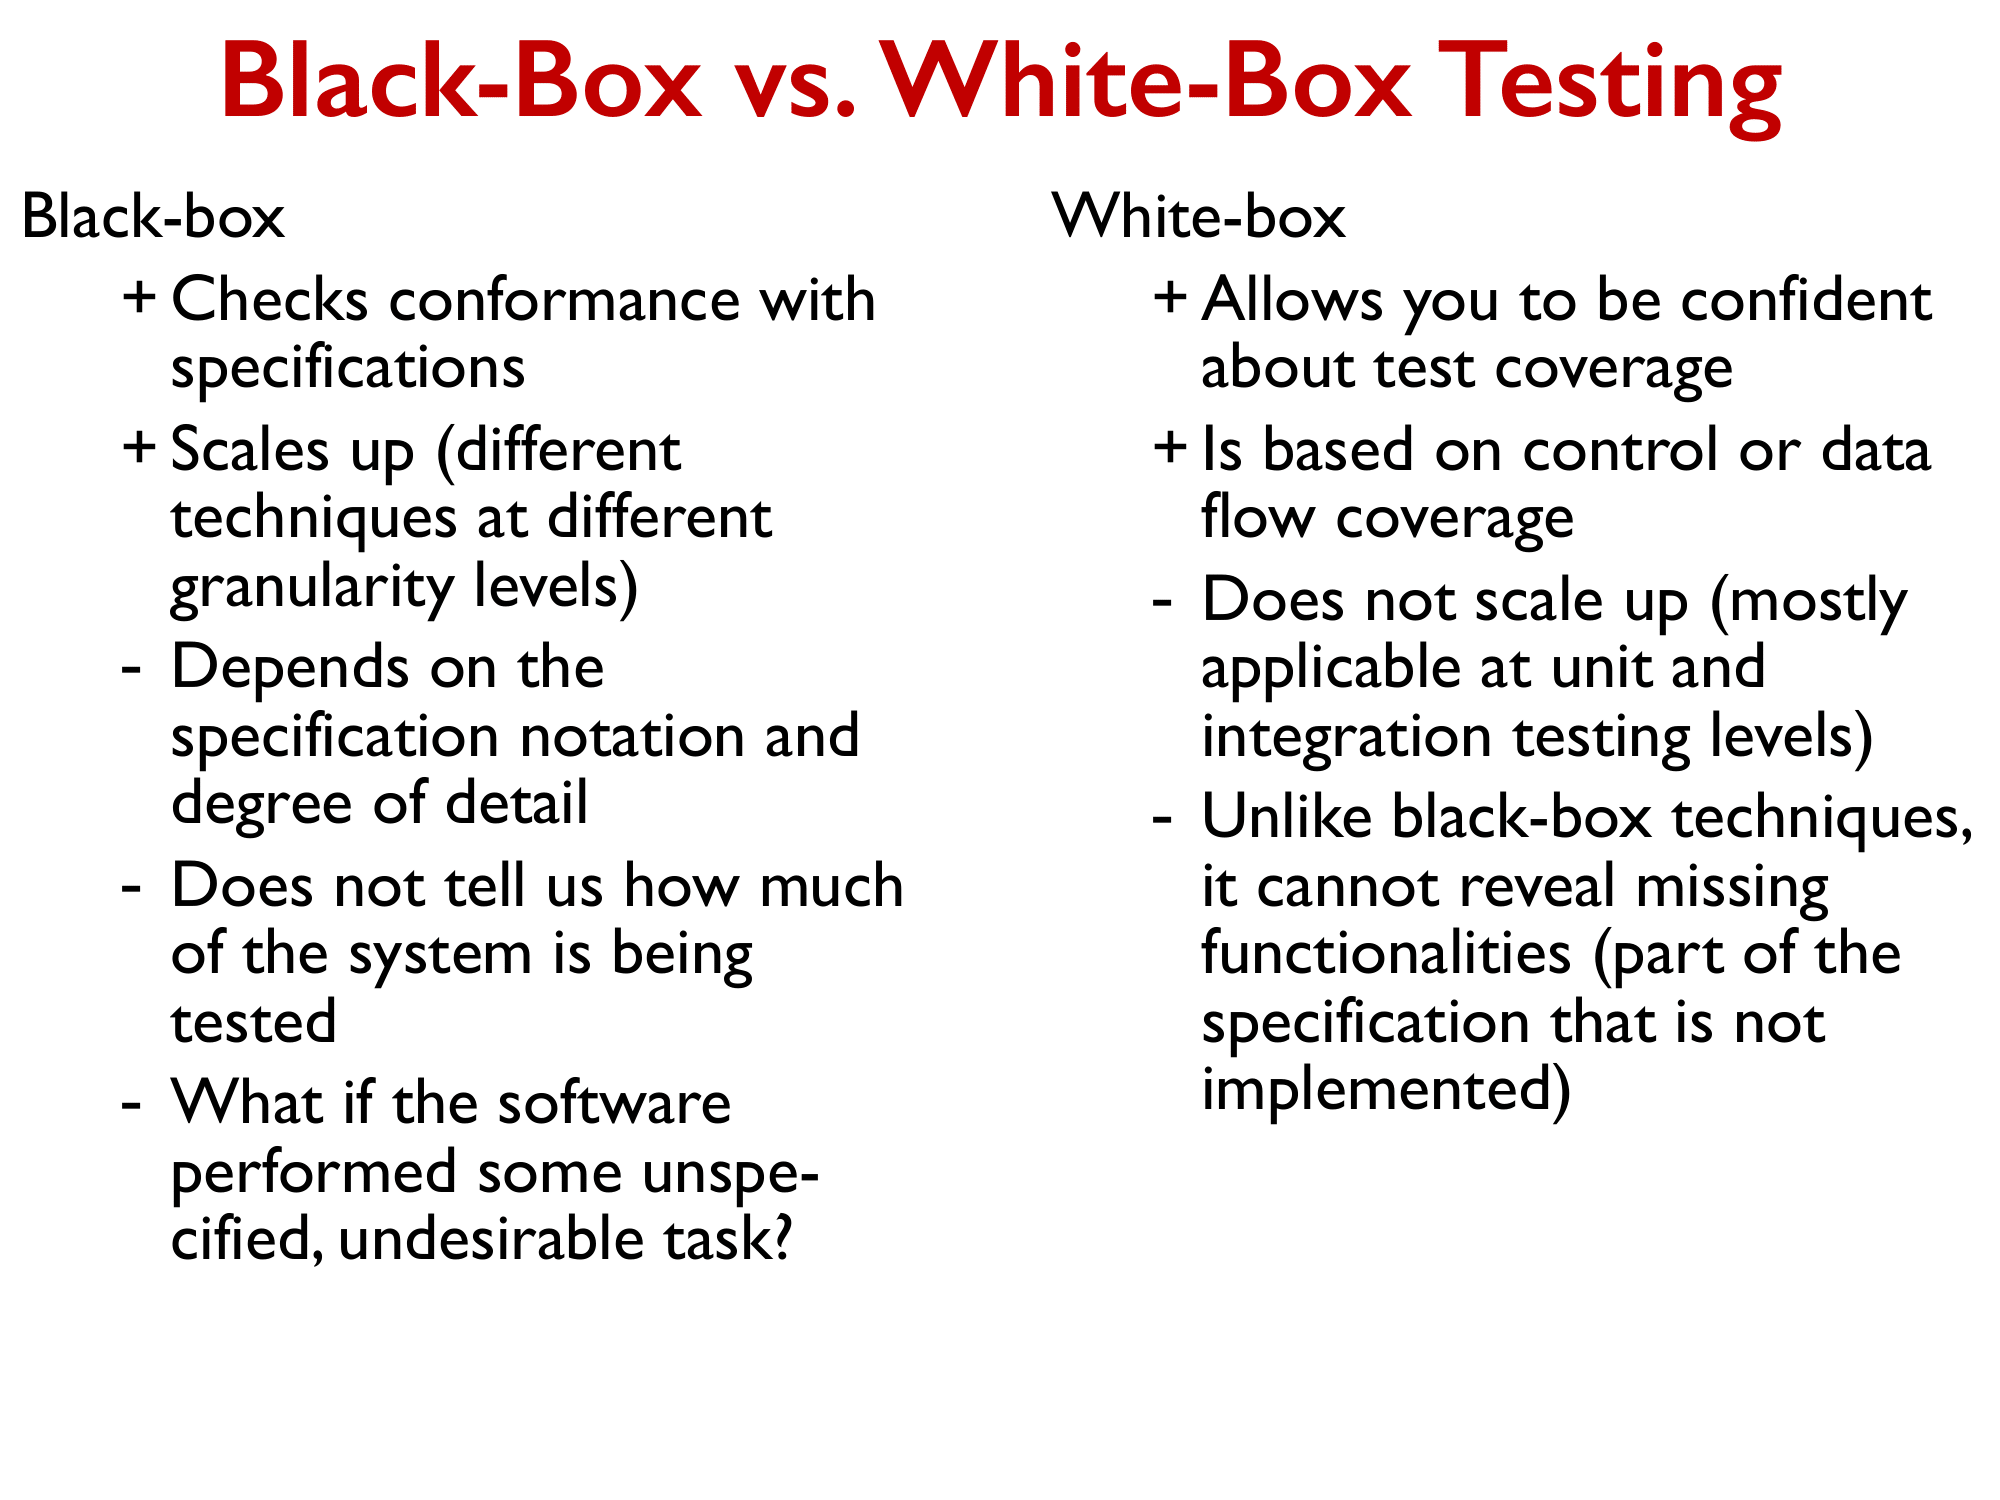 Black-Box vs. White-Box Testing
Black-box
+ Checks conformance with
specifications
+ Scales up (different
techniques at different
granularity levels)
- Depends on the
specification notation and
degree of detail
- Does not tell us how much
of the system is being
tested
- What if the software
performed some unspe-
cified, undesirable task?
White-box
+ Allows you to be confident
about test coverage
+ Is based on control or data
flow coverage
- Does not scale up (mostly
applicable at unit and
integration testing levels)
- Unlike black-box techniques,
it cannot reveal missing
functionalities (part of the
specification that is not
implemented)